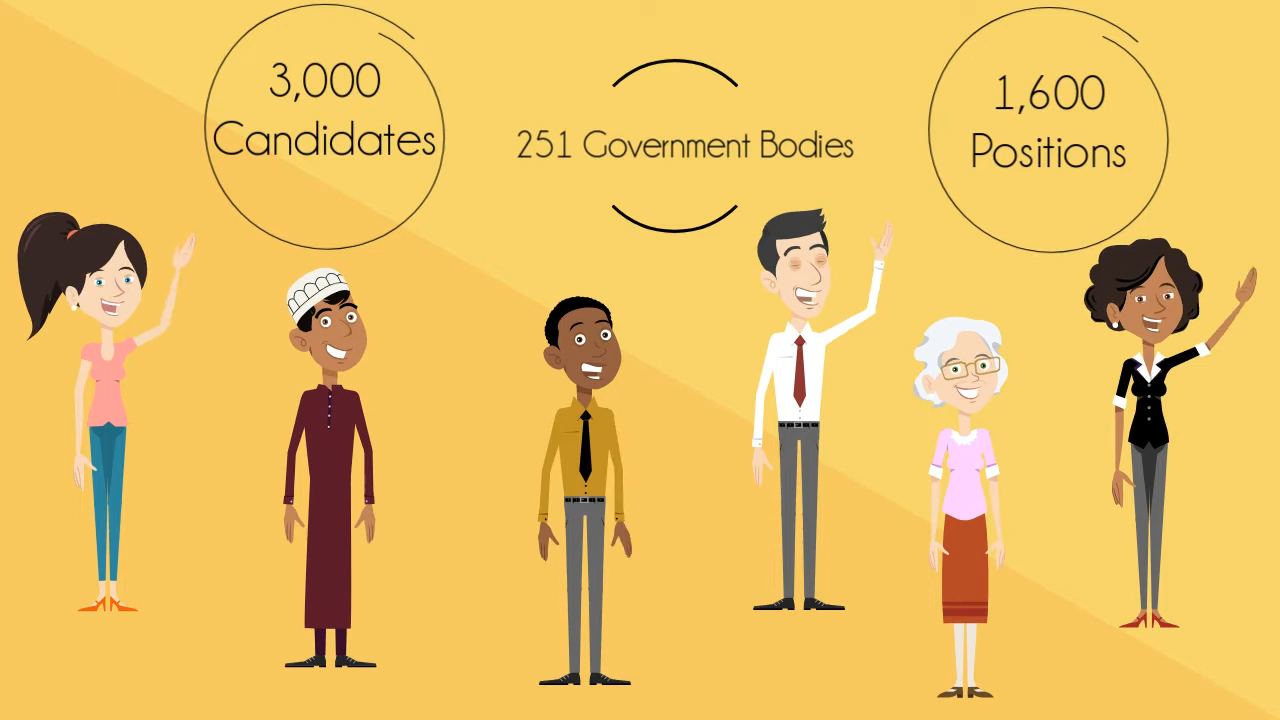 3,000
Candidates
251 Government Bodies
1,600
Positions